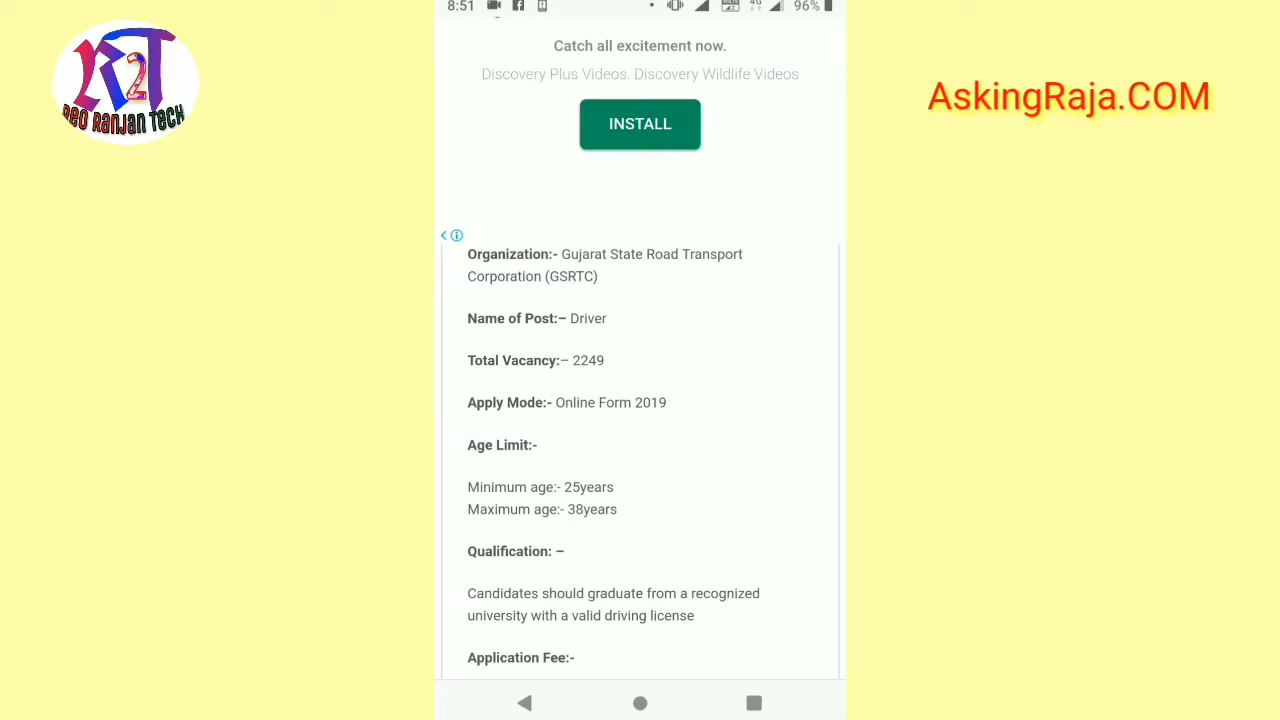 8:51
4G
96%
R2T
DEO RANJAN TECH
AskingRaja.COM
Catch all excitement now.
Discovery Plus Videos. Discovery Wildlife Videos
INSTALL
Organization:- Gujarat State Road Transport
Corporation (GSRTC)
Name of Post:– Driver
Total Vacancy:– 2249
Apply Mode:- Online Form 2019
Age Limit:-
Minimum age:- 25years
Maximum age:- 38years
Qualification: –
Candidates should graduate from a recognized
university with a valid driving license
Application Fee:-